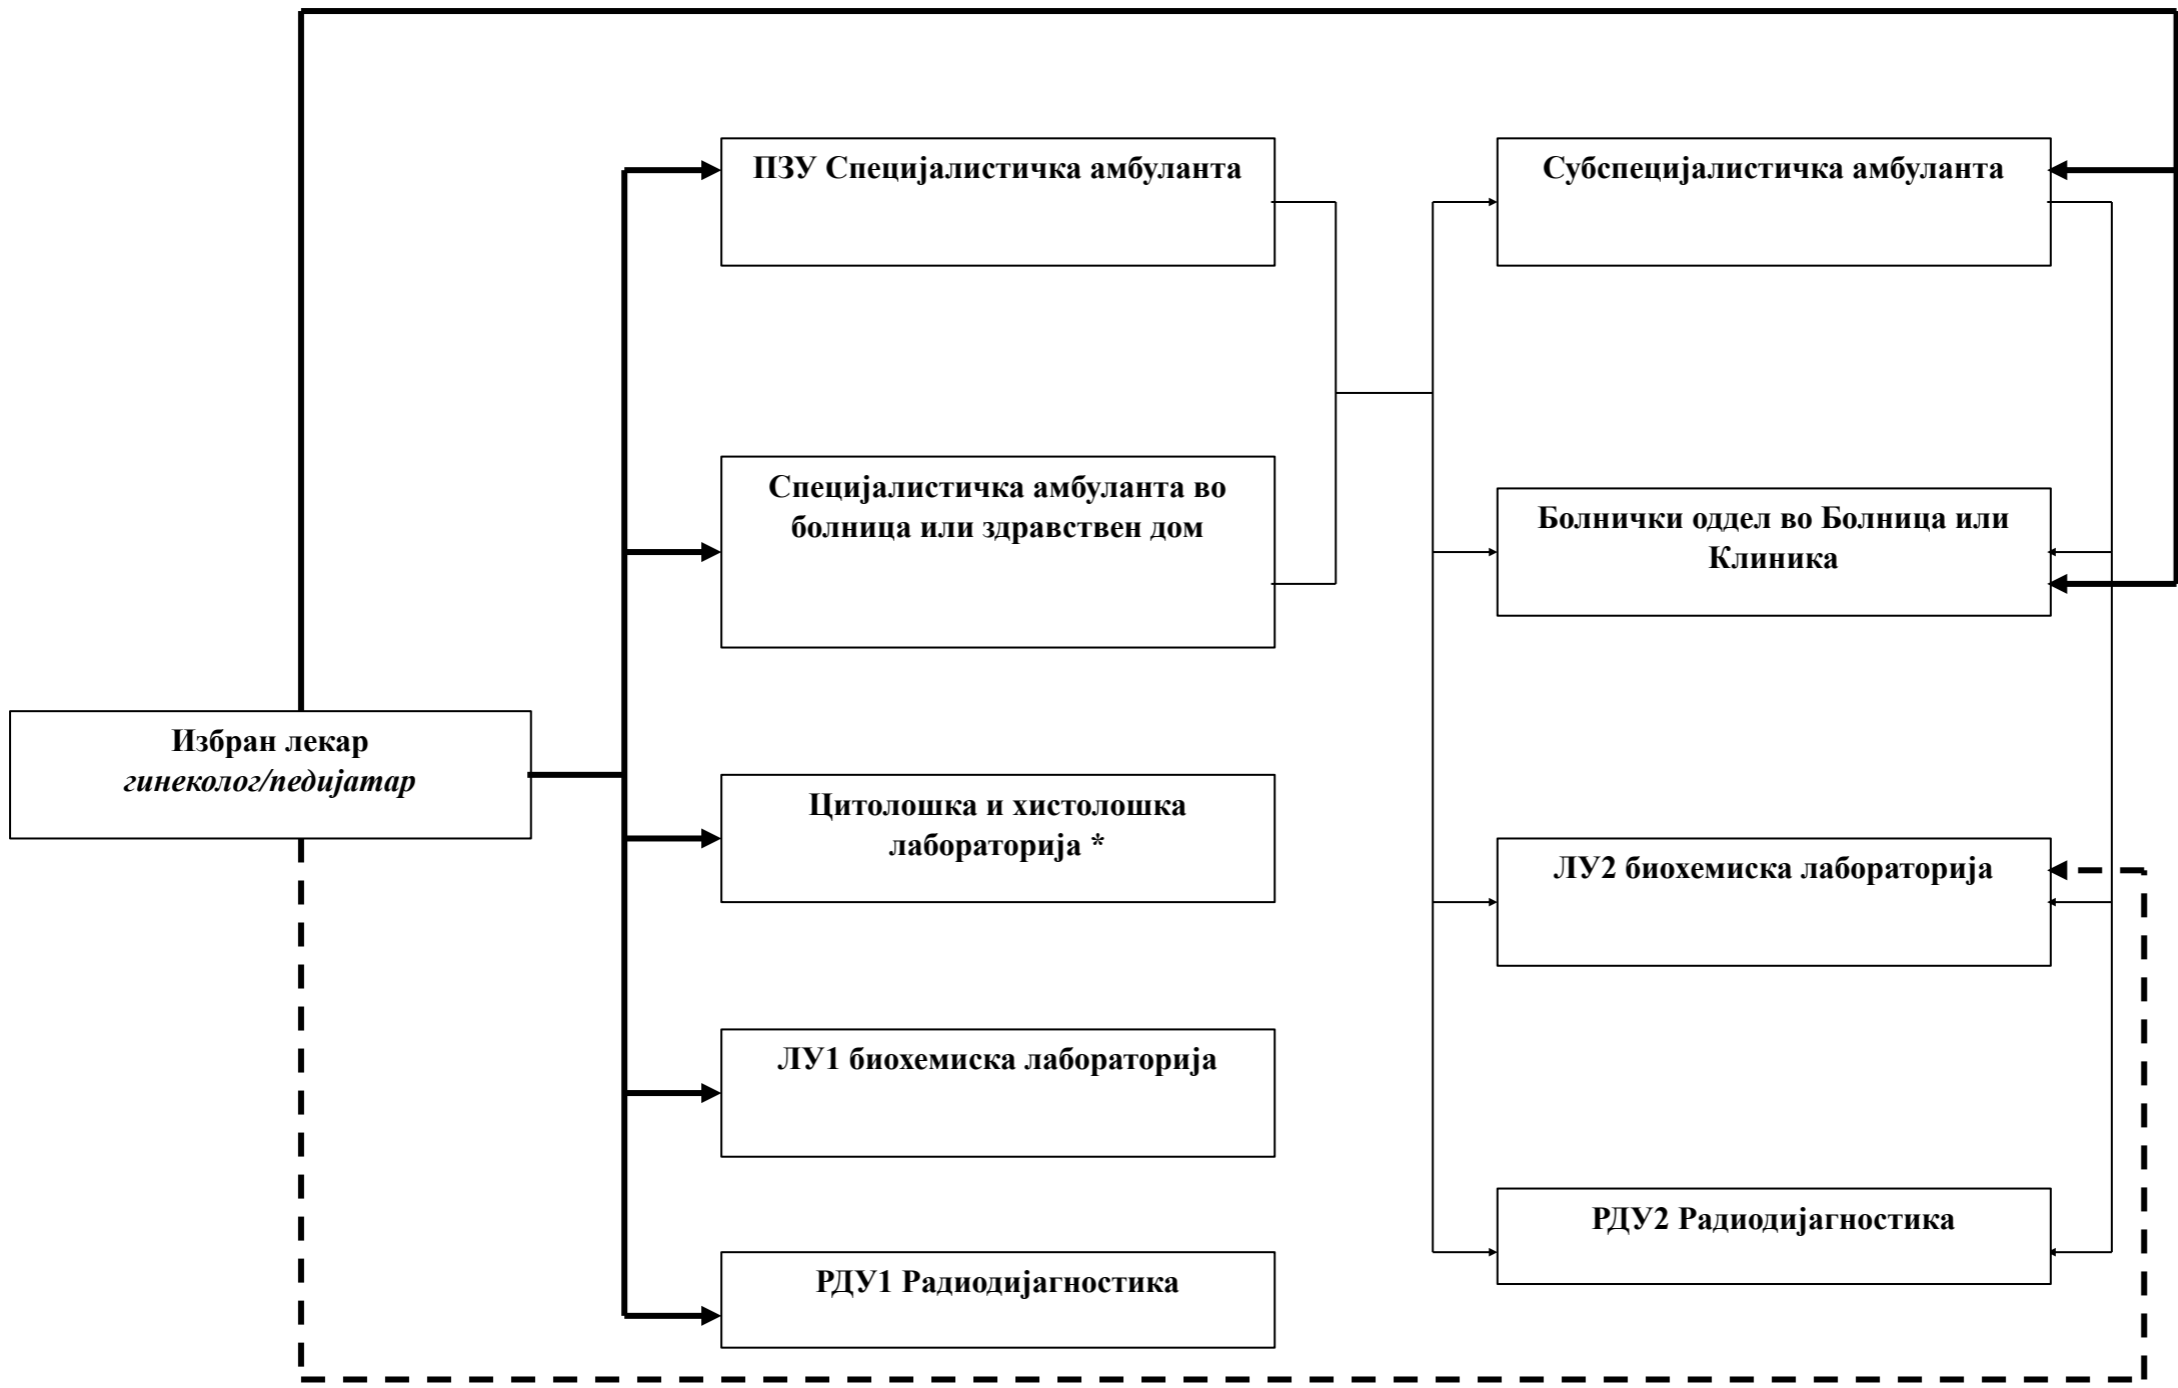 ПЗУ Специјалистичка амбуланта
Субспецијалистичка амбуланта
Специјалистичка амбуланта во
болница или здравствен дом
Болнички оддел во Болница или
Клиника
Избран лекар
гинеколог/педијатар
Цитолошка и хистолошка
лабораторија *
ЛУ2 биохемиска лабораторија
ЛУ1 биохемиска лабораторија
РДУ2 Радиодијагностика
РДУ1 Радиодијагностика